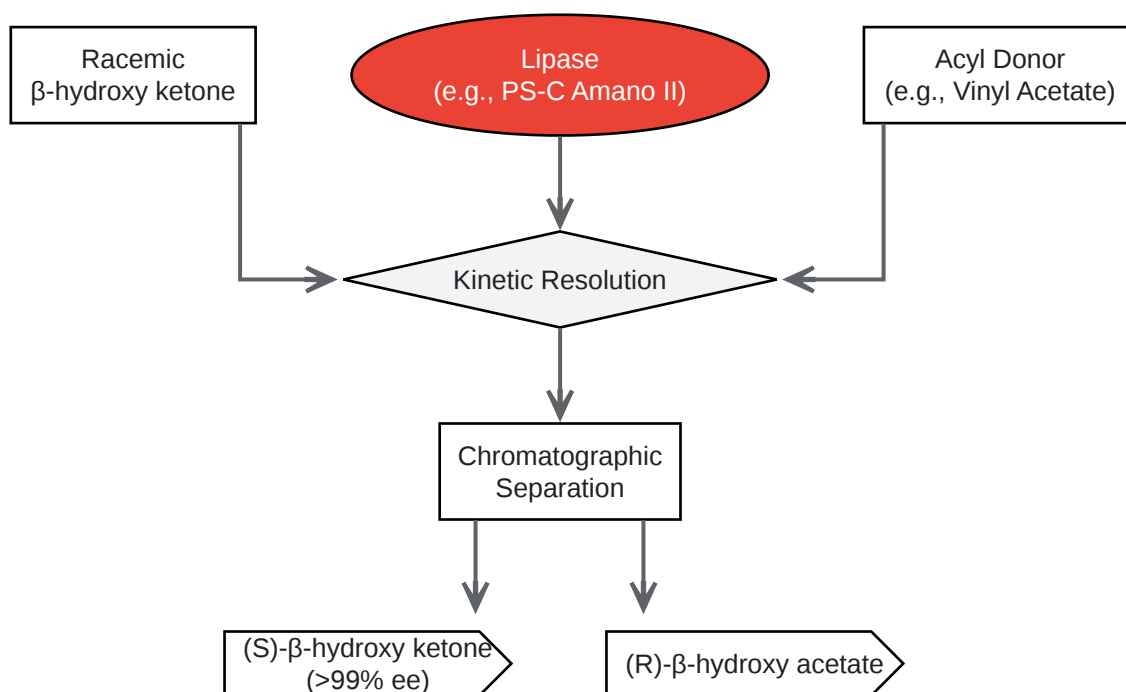 Racemic
β-hydroxy ketone
Lipase
(e.g., PS-C Amano II)
Acyl Donor
(e.g., Vinyl Acetate)
Kinetic Resolution
Chromatographic
Separation
(S)-β-hydroxy ketone
(>99% ee)
(R)-β-hydroxy acetate